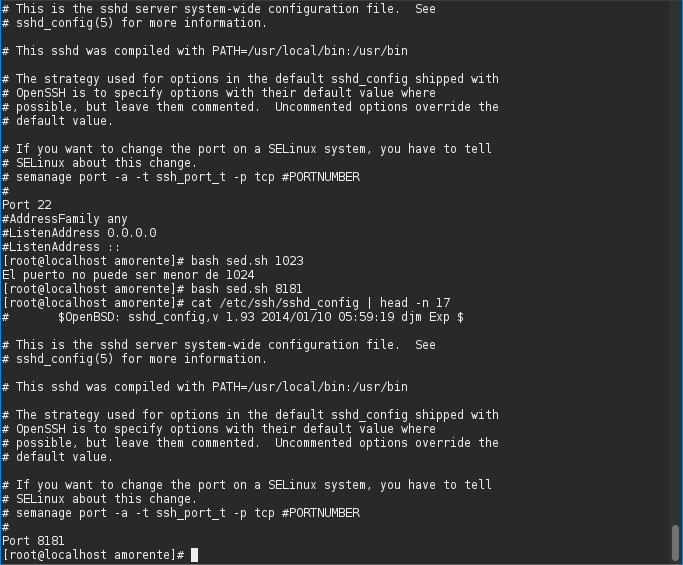 # This is the sshd server system-wide configuration file.  See
# sshd_config(5) for more information.
# This sshd was compiled with PATH=/usr/local/bin:/usr/bin
# The strategy used for options in the default sshd_config shipped with
# OpenSSH is to specify options with their default value where
# possible, but leave them commented.  Uncommented options override the
# default value.
# If you want to change the port on a SELinux system, you have to tell
# SELinux about this change.
# semanage port -a -t ssh_port_t -p tcp #PORTNUMBER
#
Port 22
#AddressFamily any
#ListenAddress 0.0.0.0
#ListenAddress ::
[root@localhost amorente]# bash sed.sh 1023
El puerto no puede ser menor de 1024
[root@localhost amorente]# bash sed.sh 8181
[root@localhost amorente]# cat /etc/ssh/sshd_config | head -n 17
#       $OpenBSD: sshd_config,v 1.93 2014/01/10 05:59:19 djm Exp $
# This is the sshd server system-wide configuration file.  See
# sshd_config(5) for more information.
# This sshd was compiled with PATH=/usr/local/bin:/usr/bin
# The strategy used for options in the default sshd_config shipped with
# OpenSSH is to specify options with their default value where
# possible, but leave them commented.  Uncommented options override the
# default value.
# If you want to change the port on a SELinux system, you have to tell
# SELinux about this change.
# semanage port -a -t ssh_port_t -p tcp #PORTNUMBER
#
Port 8181
[root@localhost amorente]#